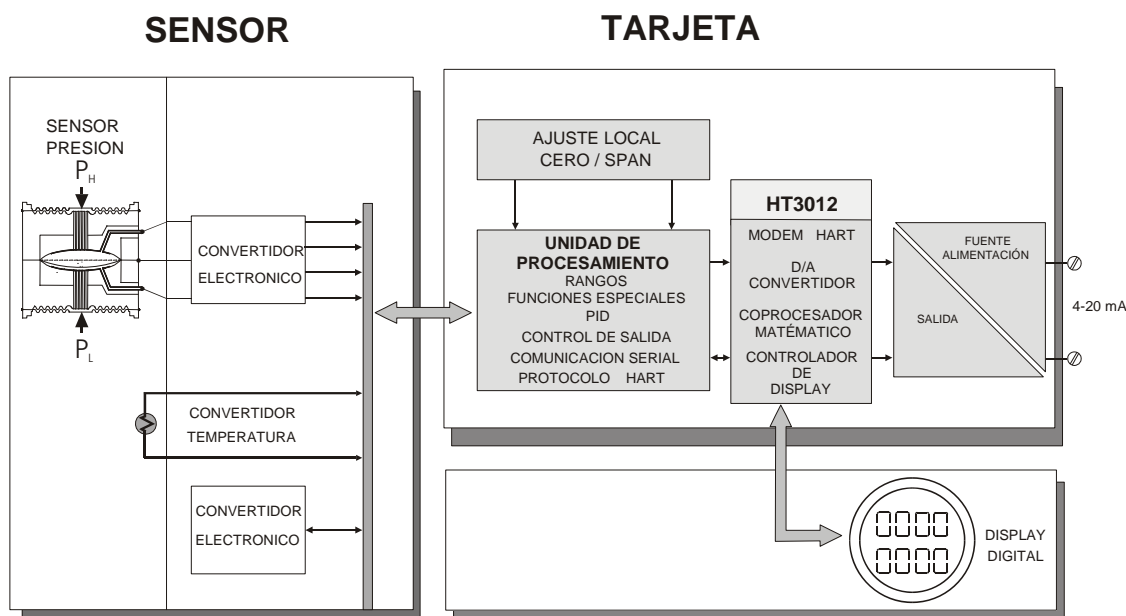 SENSOR
TARJETA
SENSOR
PRESION
P H
P L
CONVERTIDOR
ELECTRONICO
CONVERTIDOR
TEMPERATURA
CONVERTIDOR
ELECTRONICO
AJUSTE LOCAL
CERO / SPAN
UNIDAD DE
PROCESAMIENTO
RANGOS
FUNCIONES ESPECIALES
PID
CONTROL DE SALIDA
COMUNICACION SERIAL
PROTOCOLO HART
HT3012
MODEM HART
D/A
CONVERTIDOR
COPROCESADOR
MATÉMATICO
CONTROLADOR
DE
DISPLAY
FUENTE
ALIMENTACIÓN
SALIDA
4-20 mA
0000
0000
DISPLAY
DIGITAL